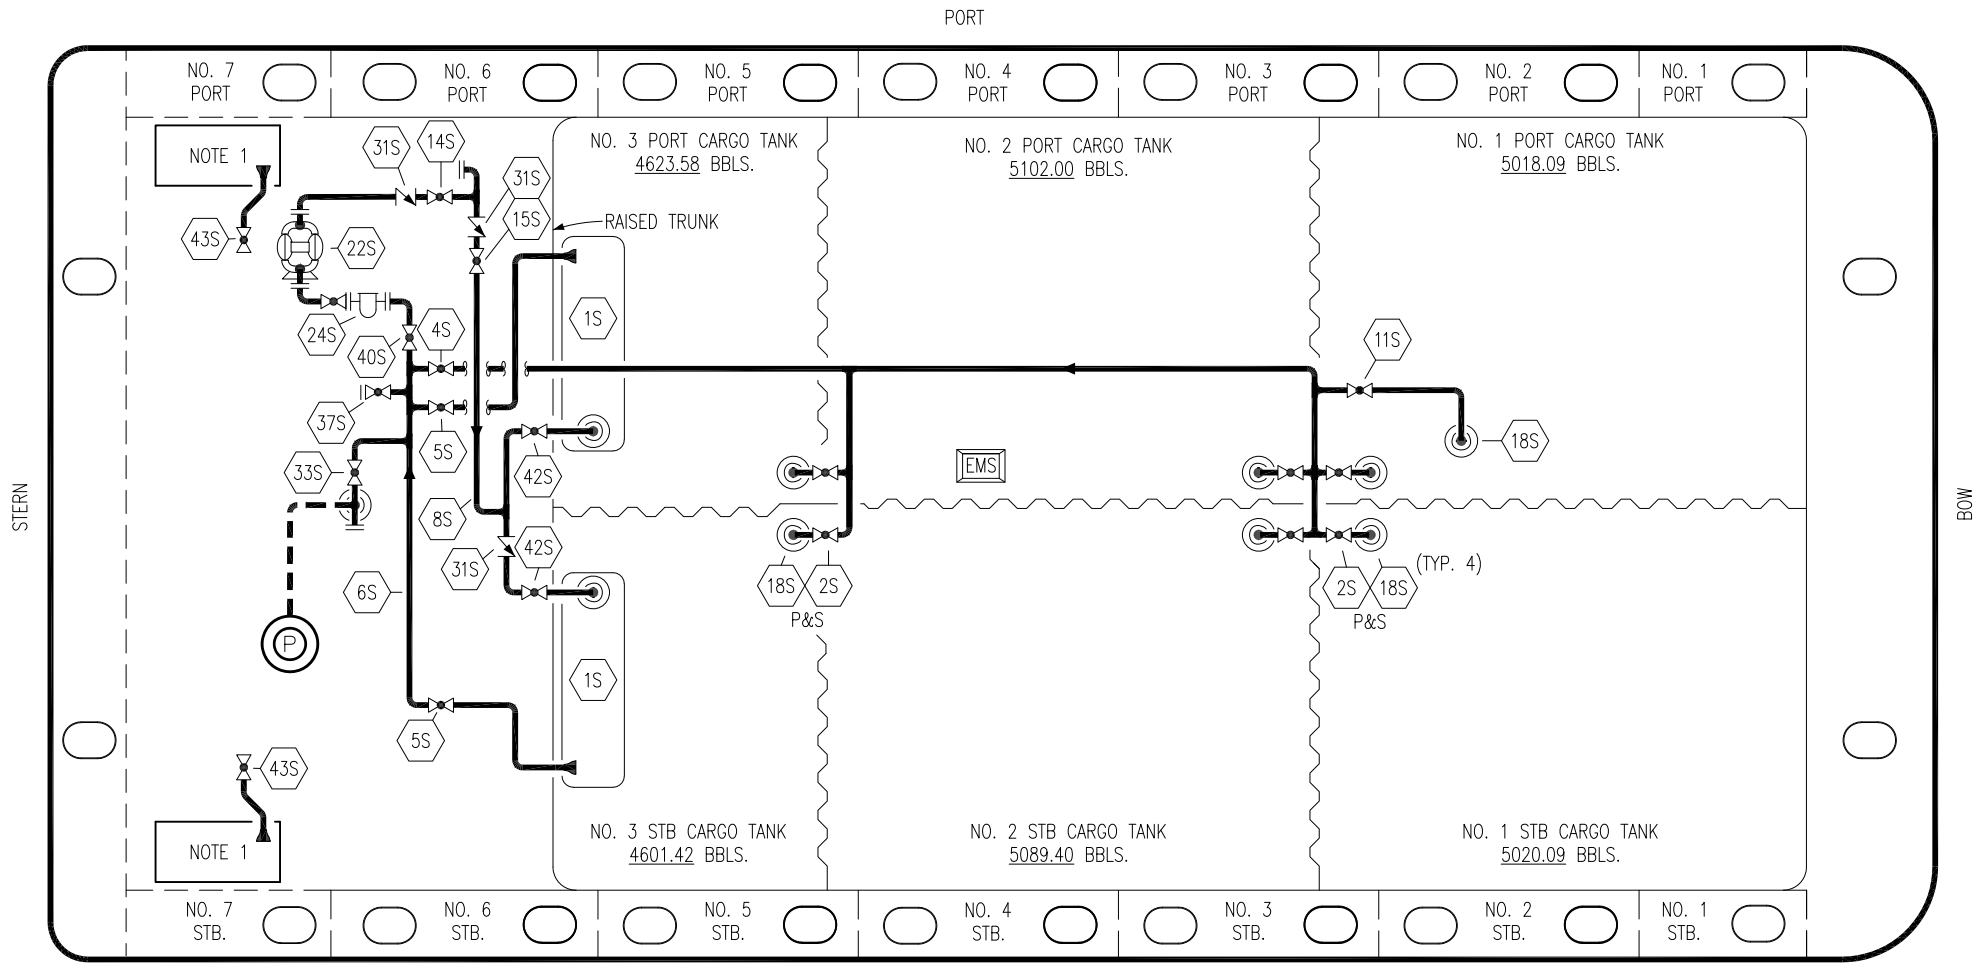 PORT
NO. 7
PORT
NO. 6
PORT
NO. 5
PORT
NO. 4
PORT
NO. 3
PORT
NO. 2
PORT
NO. 1
PORT
NOTE 1
31S
14S
31S
15S
NO. 3 PORT CARGO TANK
4623.58 BBLS.
NO. 2 PORT CARGO TANK
5102.00 BBLS.
NO. 1 PORT CARGO TANK
5018.09 BBLS.
RAISED TRUNK
43S
22S
24S
40S
4S
1S
11S
37S
5S
33S
42S
EMS
18S
STERN
BOW
8S
31S
42S
6S
18S
2S
P&S
2S
18S
(TYP. 4)
P&S
P
1S
5S
43S
NOTE 1
NO. 3 STB CARGO TANK
4601.42 BBLS.
NO. 2 STB CARGO TANK
5089.40 BBLS.
NO. 1 STB CARGO TANK
5020.09 BBLS.
NO. 7
STB.
NO. 6
STB.
NO. 5
STB.
NO. 4
STB.
NO. 3
STB.
NO. 2
STB.
NO. 1
STB.